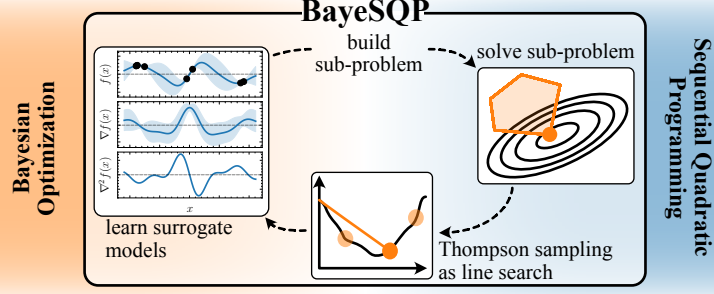 BayeSQP
build
sub-problem
solve sub-problem
f(x)
∇f(x)
∇²f(x)
x
learn surrogate
models
Thompson sampling
as line search
Bayesian
Optimization
Sequential Quadratic
Programming